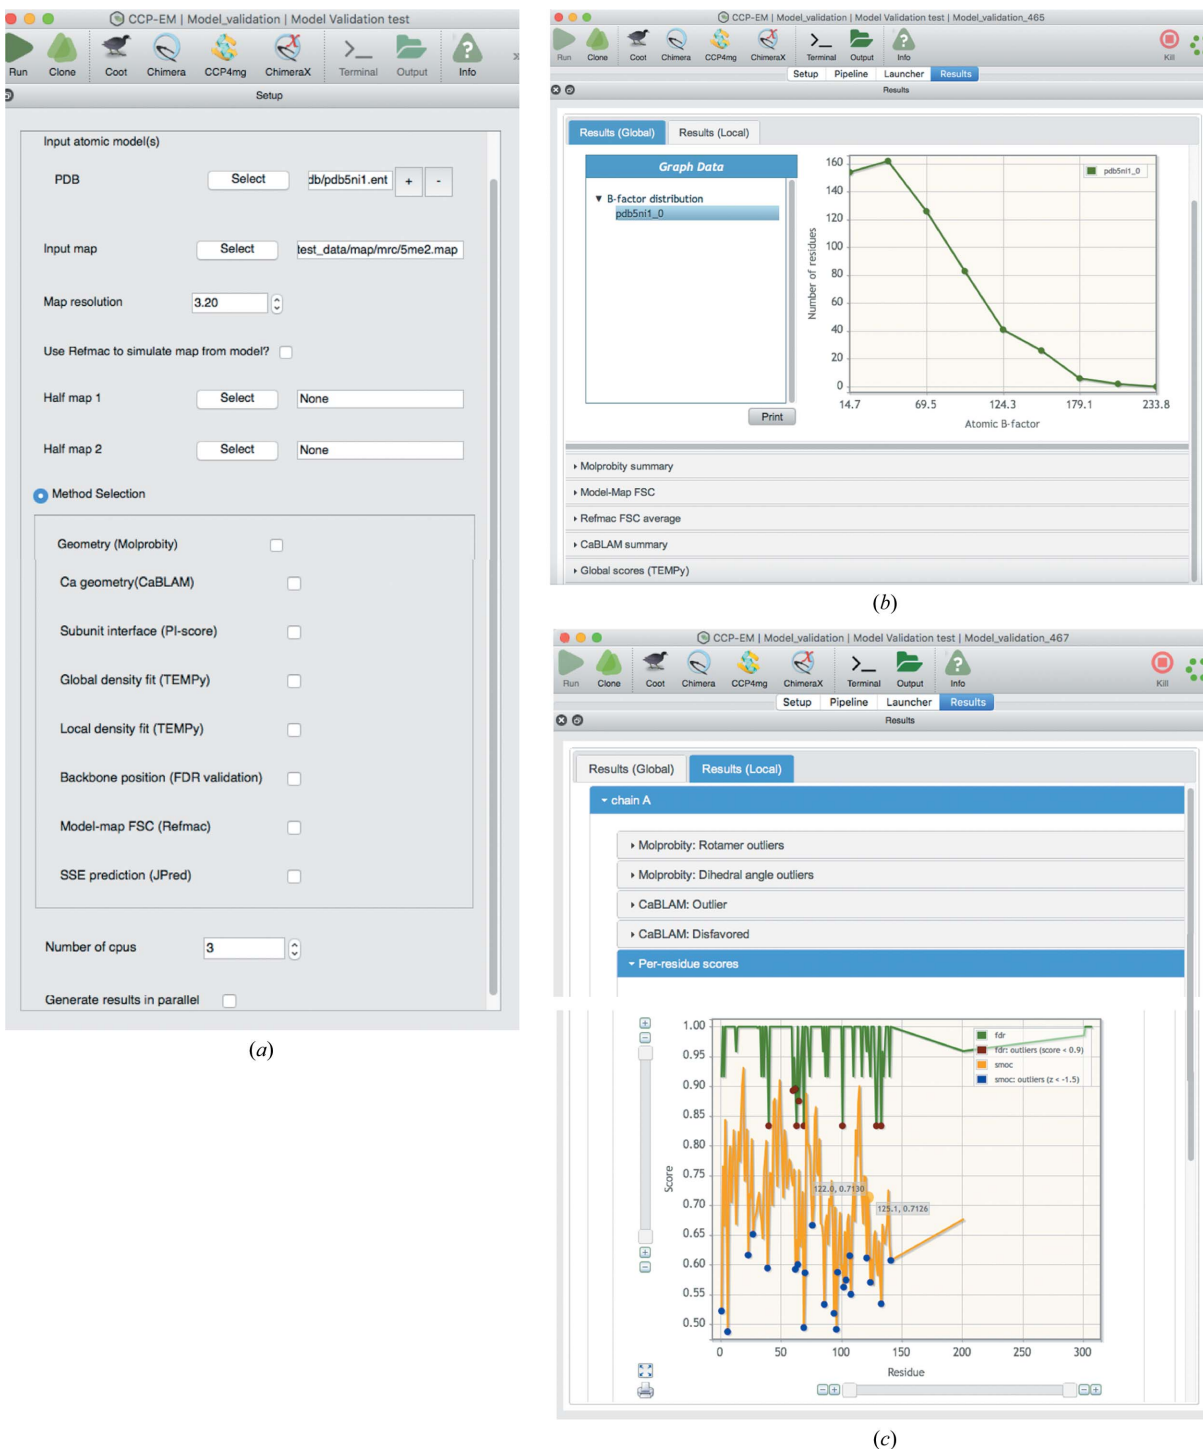 CCP-EM | Model_validation | Model Validation test
Run Clone Coot Chimera CCP4mg ChimeraX Terminal Output Info
Setup
Input atomic model(s)
PDB Select db/pdb5ni1.ent + -
Input map Select test_data/map/mrc/5me2.map
Map resolution 3.20
Use Refmac to simulate map from model?
Half map 1 Select None
Half map 2 Select None
Method Selection
Geometry (Molprobity)
Ca geometry(CaBLAM)
Subunit interface (PI-score)
Global density fit (TEMPy)
Local density fit (TEMPy)
Backbone position (FDR validation)
Model-map FSC (Refmac)
SSE prediction (JPred)
Number of cpus 3
Generate results in parallel
(a)
CCP-EM | Model_validation | Model Validation test | Model_validation_465
Run Clone Coot Chimera CCP4mg ChimeraX Terminal Output Info Kill
Setup Pipeline Launcher Results
Results
Results (Global) Results (Local)
Graph Data
B-factor distribution
pdb5ni1_0
Print
Number of residues
160
140
120
100
80
60
40
20
0
14.7 69.5 124.3 179.1 233.8
Atomic B-factor
pdb5ni1_0
Molprobity summary
Model-Map FSC
Refmac FSC average
CaBLAM summary
Global scores (TEMPy)
(b)
CCP-EM | Model_validation | Model Validation test | Model_validation_467
Run Clone Coot Chimera CCP4mg ChimeraX Terminal Output Info Kill
Setup Pipeline Launcher Results
Results
Results (Global) Results (Local)
chain A
Molprobity: Rotamer outliers
Molprobity: Dihedral angle outliers
CaBLAM: Outlier
CaBLAM: Disfavored
Per-residue scores
Score
1.00
0.95
0.90
0.85
0.80
0.75
0.70
0.65
0.60
0.55
0.50
fdr
fdr: outliers (score < 0.9)
smoc
smoc: outliers (z < -1.5)
122.0, 0.7130
125.1, 0.7126
0 50 100 150 200 250 300
Residue
(c)